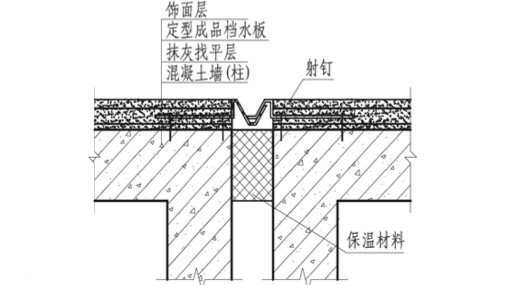 饰面层
定型成品档水板
抹灰找平层
混凝土墙(柱)
射钉
保温材料